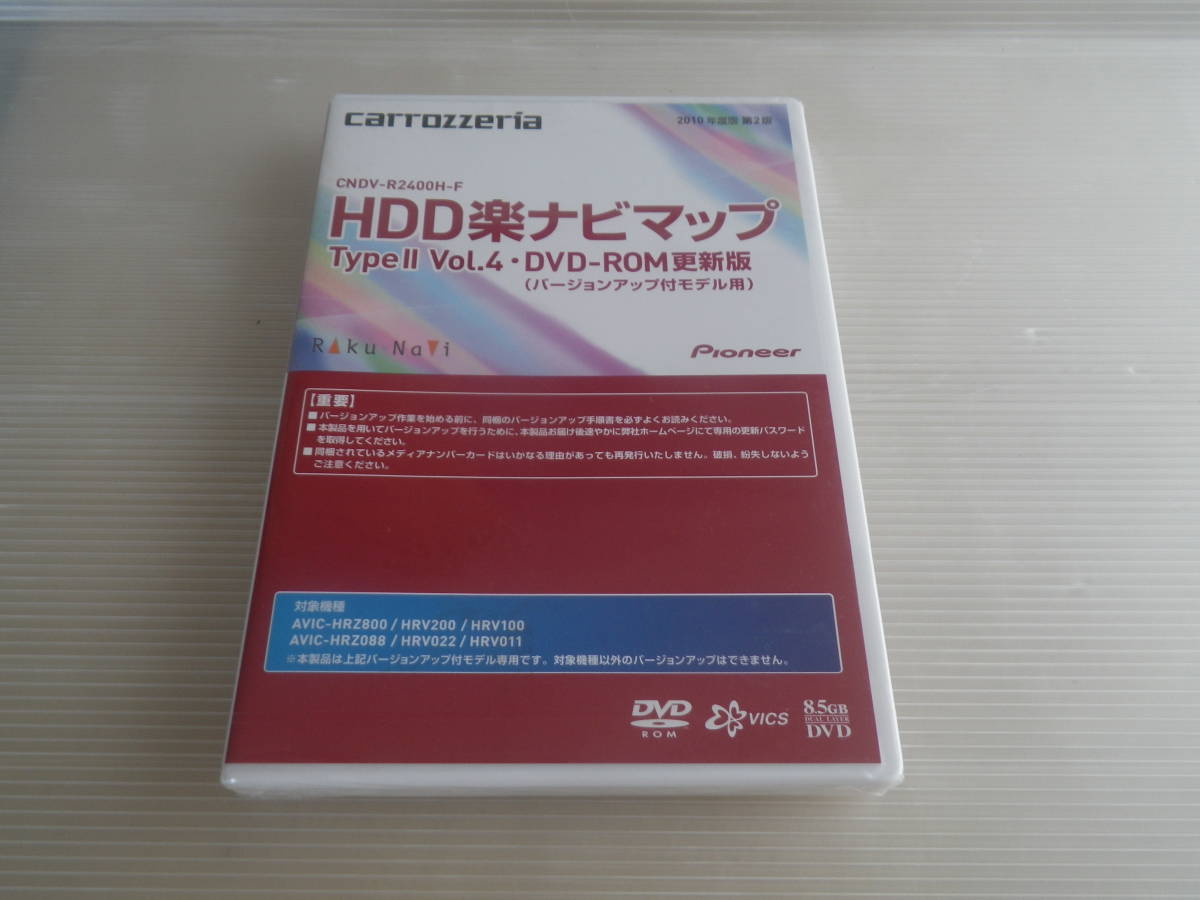 carrozzeria
2010年度版 第2版
CNDV-R2400H-F
HDD楽ナビマップ
TypeII Vol.4・DVD-ROM更新版
(バージョンアップ付モデル用)
Raku Navi
Pioneer
【重要】
■バージョンアップ作業を始める前に、同梱のバージョンアップ手順書を必ずよくお読みください。
■本製品を用いてバージョンアップを行うために、本製品お届け後速やかに弊社ホームページにて専用の更新パスワード
を取得してください。
■同梱されているメディアナンバーカードはいかなる理由があっても再発行いたしません。破損、紛失しないよう
ご注意ください。
対象機種
AVIC-HRZ800 / HRV200 / HRV100
AVIC-HRZ088 / HRV022 / HRV011
※本製品は上記バージョンアップ付モデル専用です。対象機種以外のバージョンアップはできません。
DVD
ROM
VICS
8.5GB
DUAL LAYER
DVD